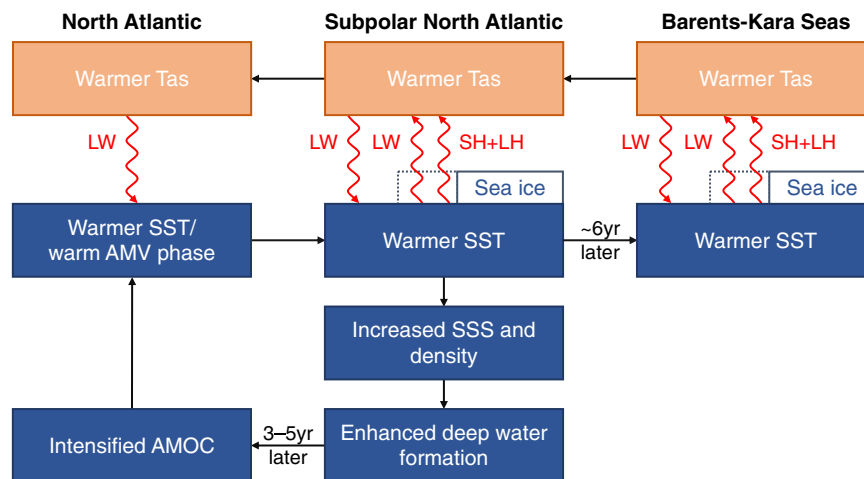 North Atlantic
Subpolar North Atlantic
Barents-Kara Seas
Warmer Tas
Warmer Tas
Warmer Tas
LW
LW
LW
SH+LH
LW
LW
SH+LH
Sea ice
Sea ice
Warmer SST/
warm AMV phase
Warmer SST
~6yr
later
Warmer SST
Increased SSS and
density
Intensified AMOC
3–5yr
later
Enhanced deep water
formation